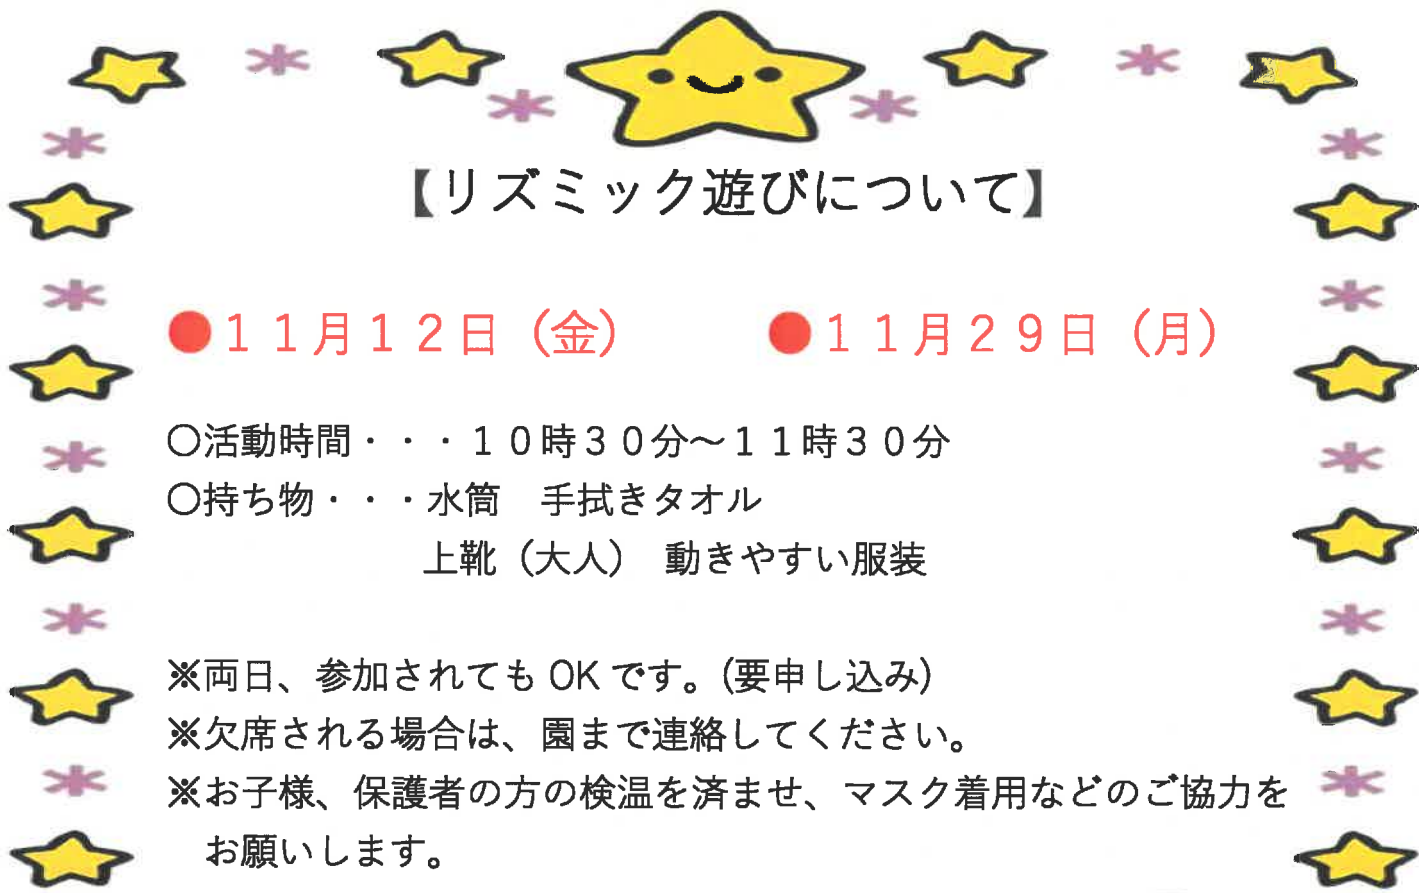 【リズミック遊びについて】
●１１月１２日（金）　●１１月２９日（月）
○活動時間・・・１０時３０分～１１時３０分
○持ち物・・・水筒　手拭きタオル
上靴（大人）　動きやすい服装
※両日、参加されても OK です。(要申し込み)
※欠席される場合は、園まで連絡してください。
※お子様、保護者の方の検温を済ませ、マスク着用などのご協力を
お願いします。